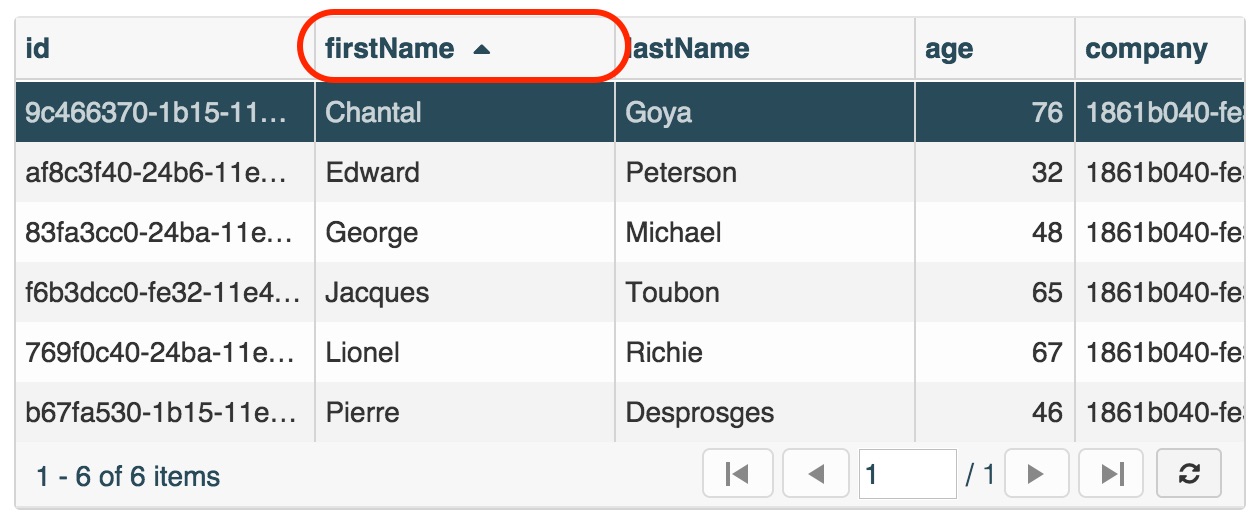 id firstName lastName age company
9c466370-1b15-11... Chantal Goya 76 1861b040-fe
af8c3f40-24b6-11e... Edward Peterson 32 1861b040-fe
83fa3cc0-24ba-11e... George Michael 48 1861b040-fe
f6b3dcc0-fe32-11e4... Jacques Toubon 65 1861b040-fe
769f0c40-24ba-11e... Lionel Richie 67 1861b040-fe
b67fa530-1b15-11e... Pierre Desprosges 46 1861b040-fe
1 - 6 of 6 items 1 / 1